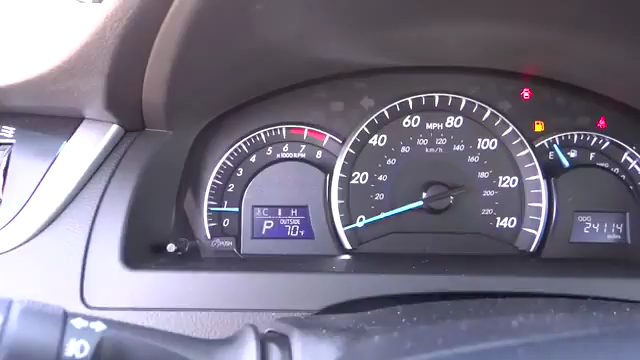 0
1
2
3
4
5
6
7
8
x1000RPM
C H
OUTSIDE
P 70°F
PUSH
0
20
40
60
80
100
120
140
MPH
km/h
20
40
60
80
100
120
140
160
180
200
220
E F
ODO
24114
miles